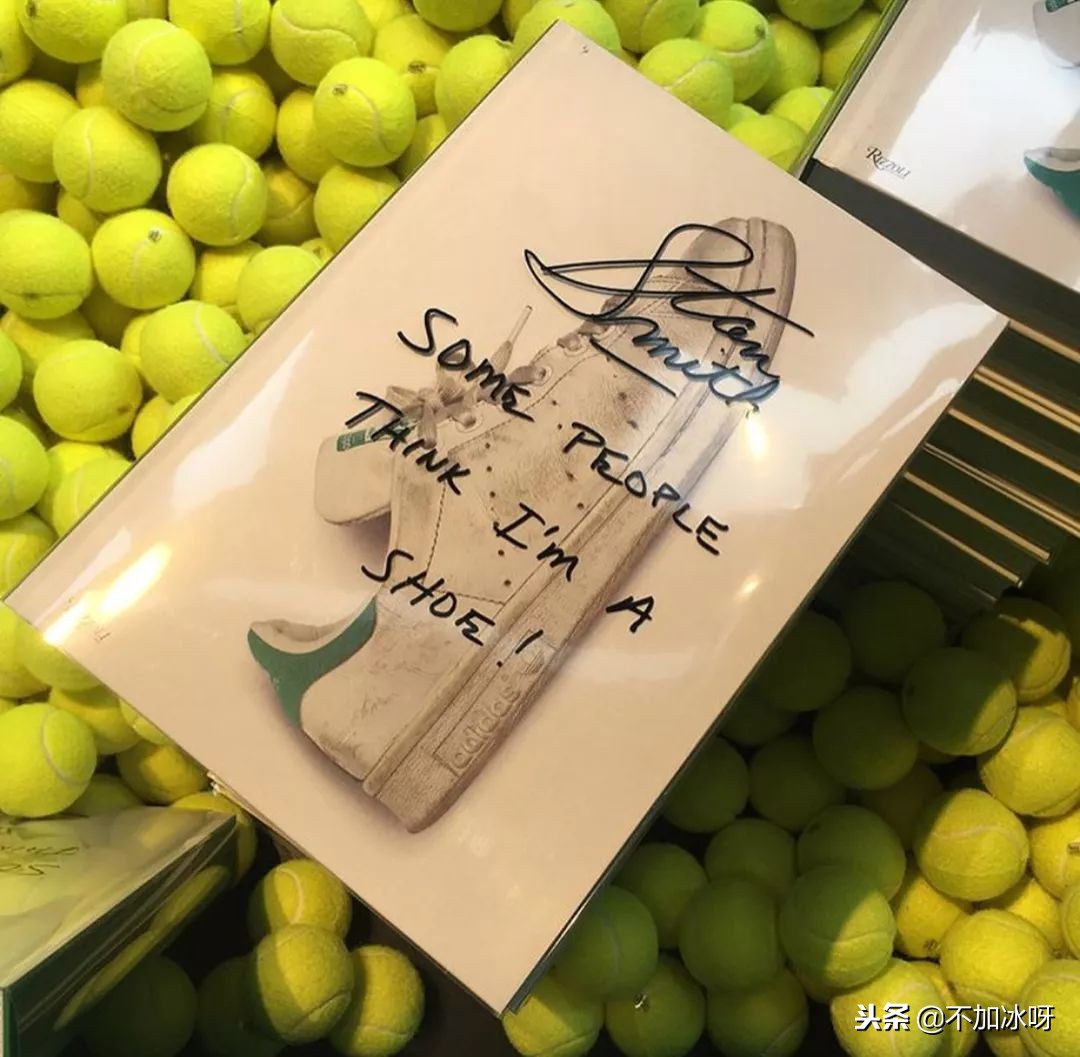 Stan
Smith
SOME PEOPLE
THINK I'M A
SHOE!
adidas
RIZZOLI
头条 @不加冰呀